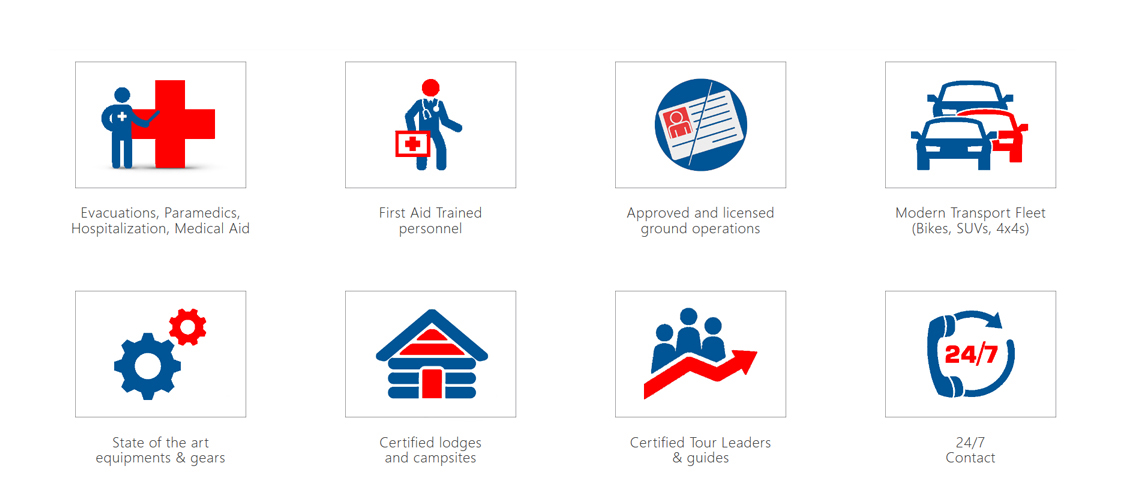 Evacuations, Paramedics,
Hospitalization, Medical Aid
First Aid Trained
personnel
Approved and licensed
ground operations
Modern Transport Fleet
(Bikes, SUVs, 4x4s)
State of the art
equipments & gears
Certified lodges
and campsites
Certified Tour Leaders
& guides
24/7
24/7
Contact